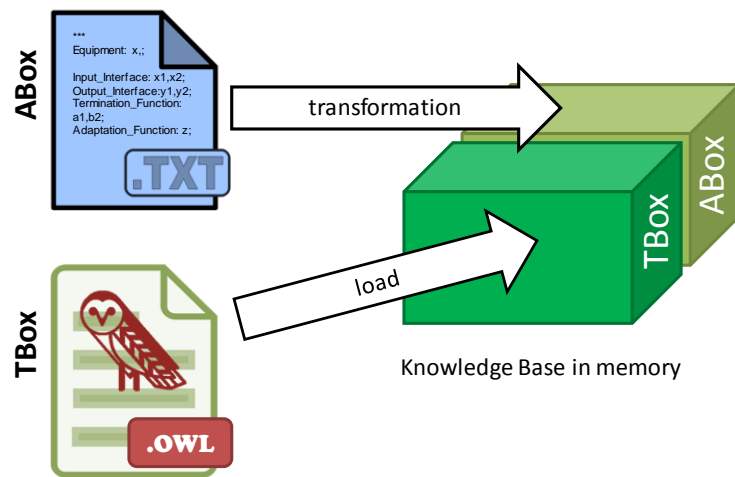 ABox
***
Equipment: x,;
Input_Interface: x1,x2;
Output_Interface:y1,y2;
Termination_Function:
a1,b2;
Adaptation_Function: z;
.TXT
transformation
ABox
TBox
load
TBox
.OWL
Knowledge Base in memory